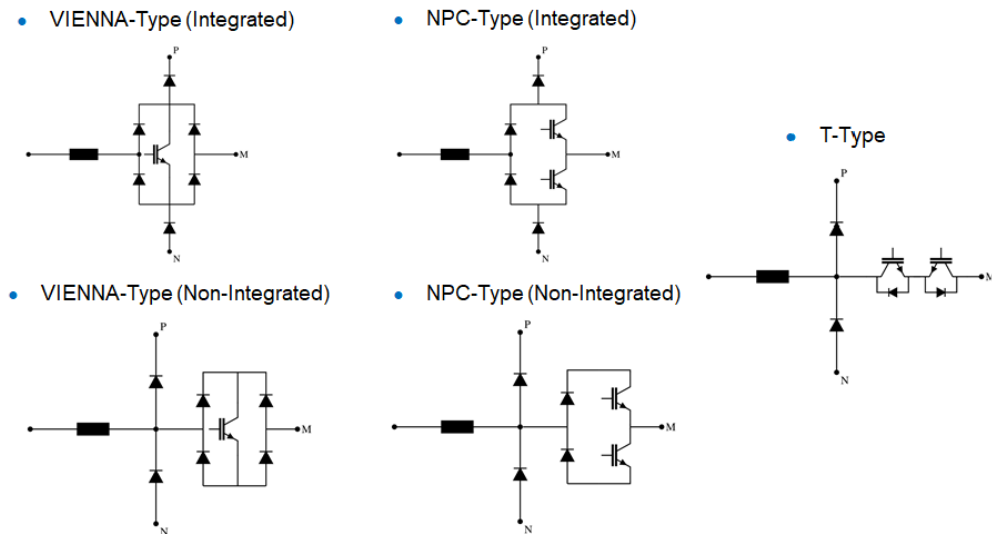 • VIENNA-Type (Integrated)
P
M
N
• NPC-Type (Integrated)
P
M
N
• T-Type
P
M
N
• VIENNA-Type (Non-Integrated)
P
M
N
• NPC-Type (Non-Integrated)
P
M
N